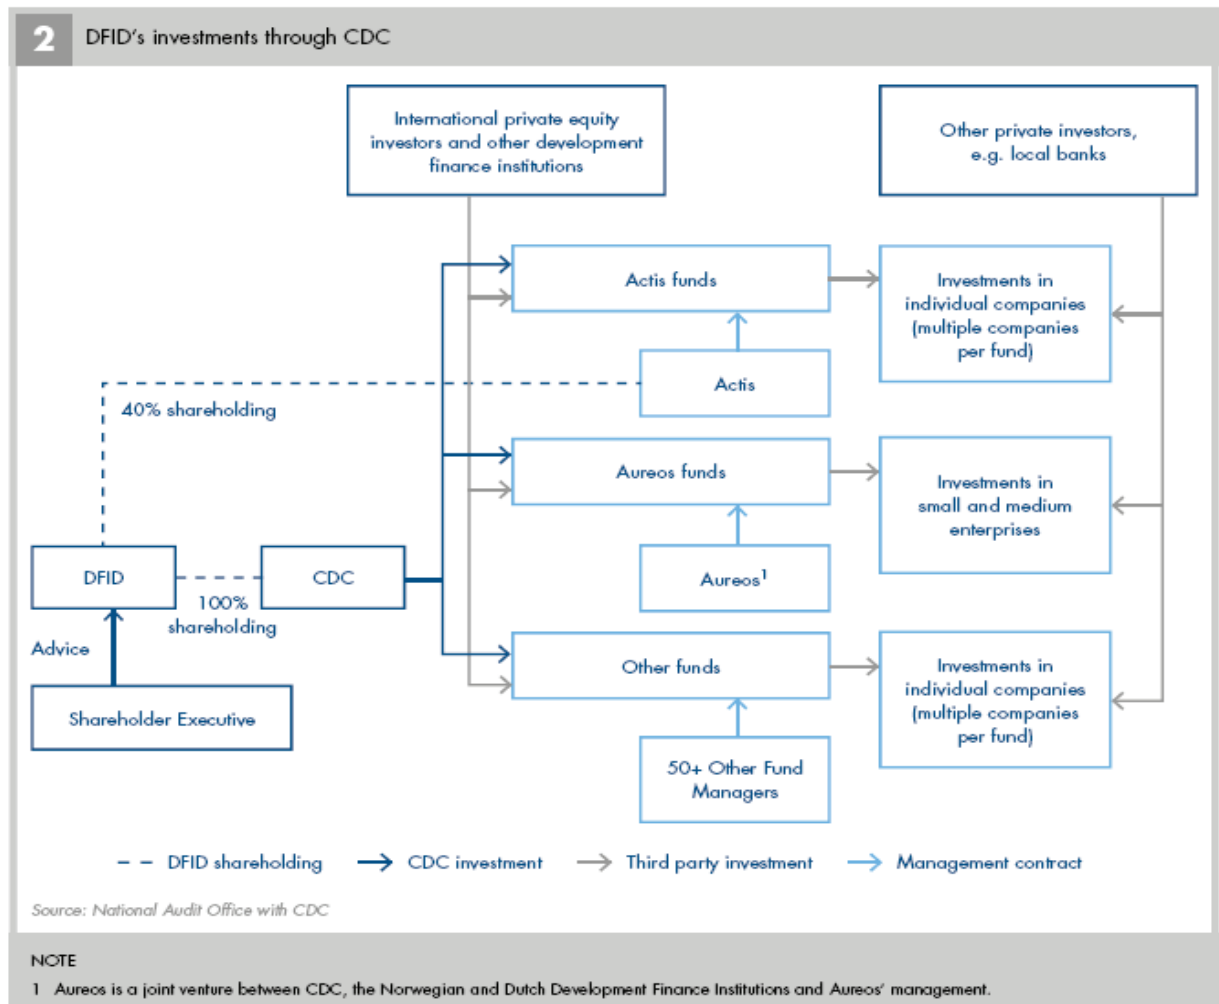 2 DFID's investments through CDC
International private equity
investors and other development
finance institutions
Other private investors,
e.g. local banks
Actis funds
Investments in
individual companies
(multiple companies
per fund)
Actis
40% shareholding
Aureos funds
Investments in
small and medium
enterprises
DFID
CDC
Aureos¹
100%
shareholding
Advice
Other funds
Investments in
individual companies
(multiple companies
per fund)
Shareholder Executive
50+ Other Fund
Managers
DFID shareholding
CDC investment
Third party investment
Management contract
Source: National Audit Office with CDC
NOTE
1 Aureos is a joint venture between CDC, the Norwegian and Dutch Development Finance Institutions and Aureos' management.